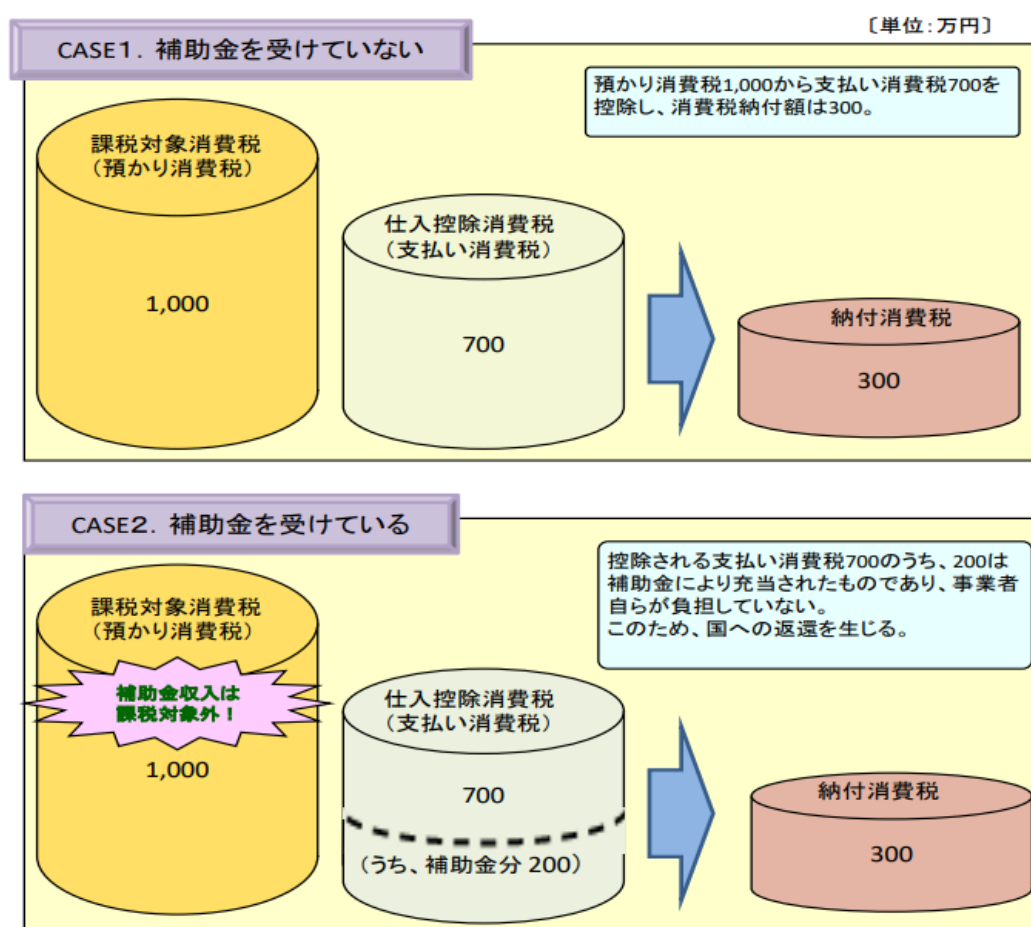 〔単位：万円〕
CASE１．補助金を受けていない
預かり消費税1,000から支払い消費税700を
控除し、消費税納付額は300。
課税対象消費税
（預かり消費税）
1,000
仕入控除消費税
（支払い消費税）
700
納付消費税
300
CASE２．補助金を受けている
控除される支払い消費税700のうち、200は
補助金により充当されたものであり、事業者
自らが負担していない。
このため、国への返還を生じる。
課税対象消費税
（預かり消費税）
補助金収入は
課税対象外！
1,000
仕入控除消費税
（支払い消費税）
700
（うち、補助金分 200）
納付消費税
300